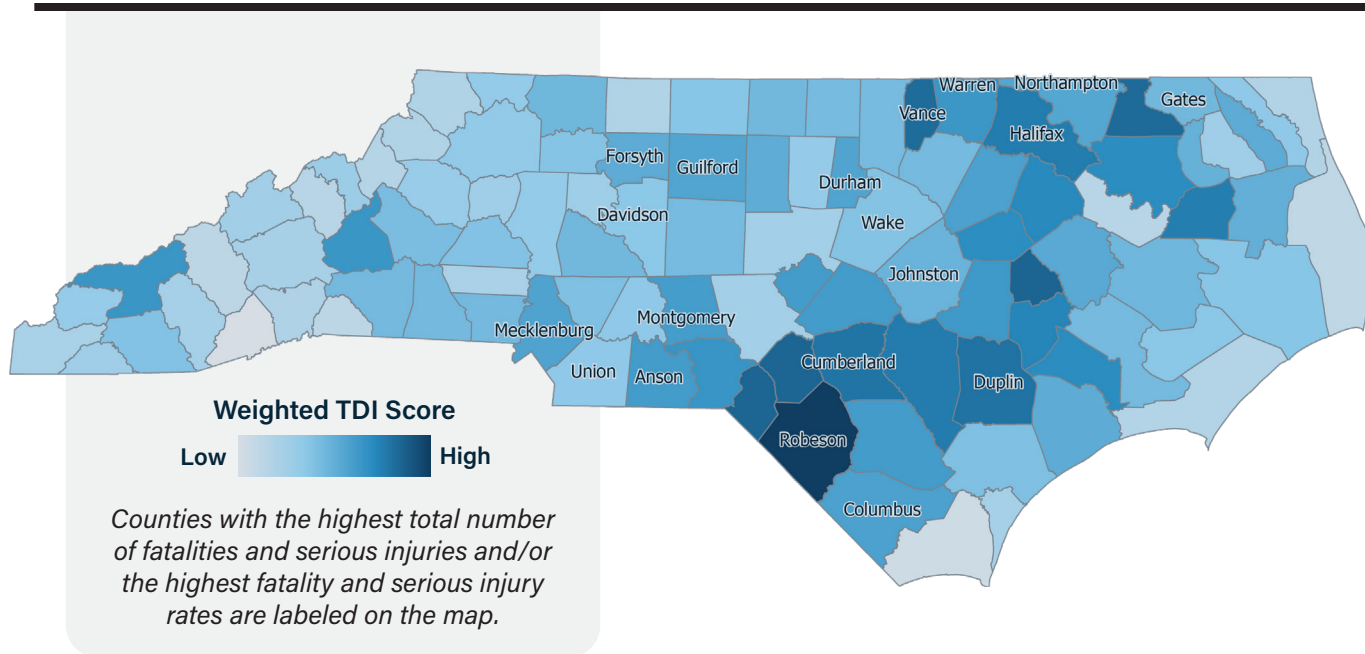 Warren
Northampton
Vance
Gates
Halifax
Forsyth
Guilford
Durham
Davidson
Wake
Johnston
Mecklenburg
Montgomery
Union
Anson
Cumberland
Duplin
Robeson
Columbus
Weighted TDI Score
Low
High
Counties with the highest total number
of fatalities and serious injuries and/or
the highest fatality and serious injury
rates are labeled on the map.